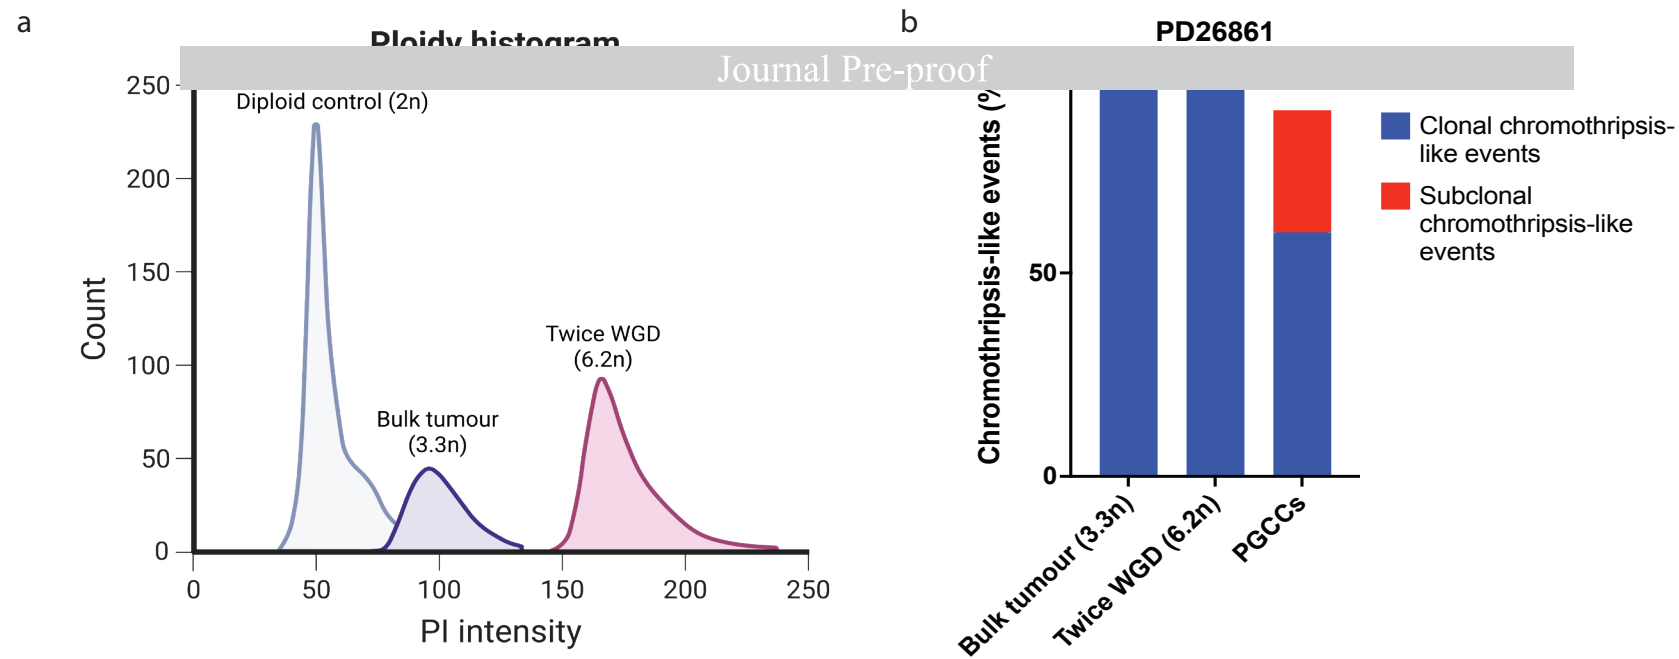 a
Ploidy histogram
Journal Pre-proof
250
200
150
100
50
0
Count
Diploid control (2n)
Bulk tumour
(3.3n)
Twice WGD
(6.2n)
0
50
100
150
200
250
PI intensity
b
PD26861
Chromothripsis-like events (%
50
0
Bulk tumour (3.3n)
Twice WGD (6.2n)
PGCCs
Clonal chromothripsis-
like events
Subclonal
chromothripsis-like
events